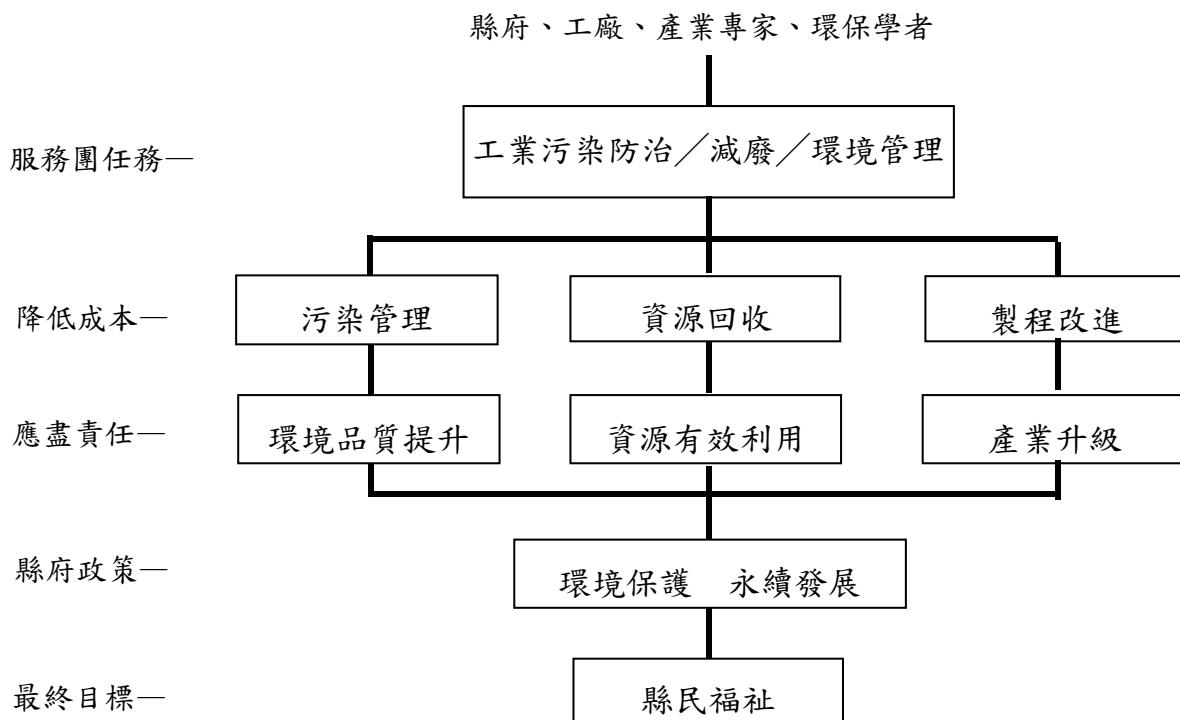 縣府、工廠、產業專家、環保學者
服務團任務—
工業污染防治／減廢／環境管理
降低成本—
污染管理
資源回收
製程改進
應盡責任—
環境品質提升
資源有效利用
產業升級
縣府政策—
環境保護　永續發展
最終目標—
縣民福祉